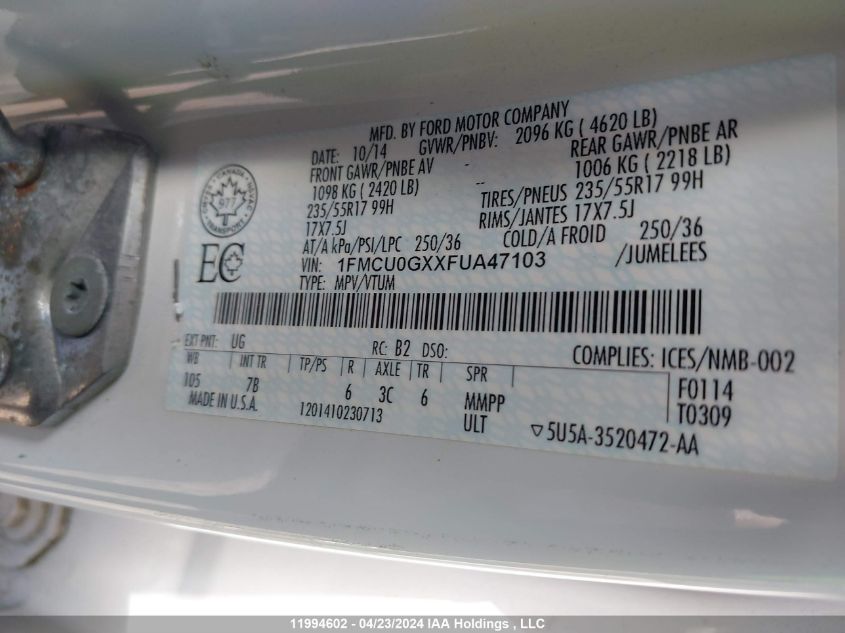 MFD. BY FORD MOTOR COMPANY
DATE: 10/14 GVWR/PNBV: 2096 KG ( 4620 LB)
FRONT GAWR/PNBE AV REAR GAWR/PNBE AR
1098 KG ( 2420 LB) 1006 KG ( 2218 LB)
235/55R17 99H TIRES/PNEUS 235/55R17 99H
17X7.5J RIMS/JANTES 17X7.5J
AT/A kPa/PSI/LPC 250/36 COLD/A FROID 250/36
VIN: 1FMCU0GXXFUA47103 /JUMELEES
TYPE: MPV/VTUM
CANADA
977
TRANSPORT
EC
EXT PNT: UG RC: B2 DSO: COMPLIES: ICES/NMB-002
WB INT TR TP/PS R AXLE TR SPR
105 7B 6 3C 6 MMPP F0114
MADE IN U.S.A. 1201410230713 ULT T0309
▽5U5A-3520472-AA
11994602 - 04/23/2024 IAA Holdings , LLC